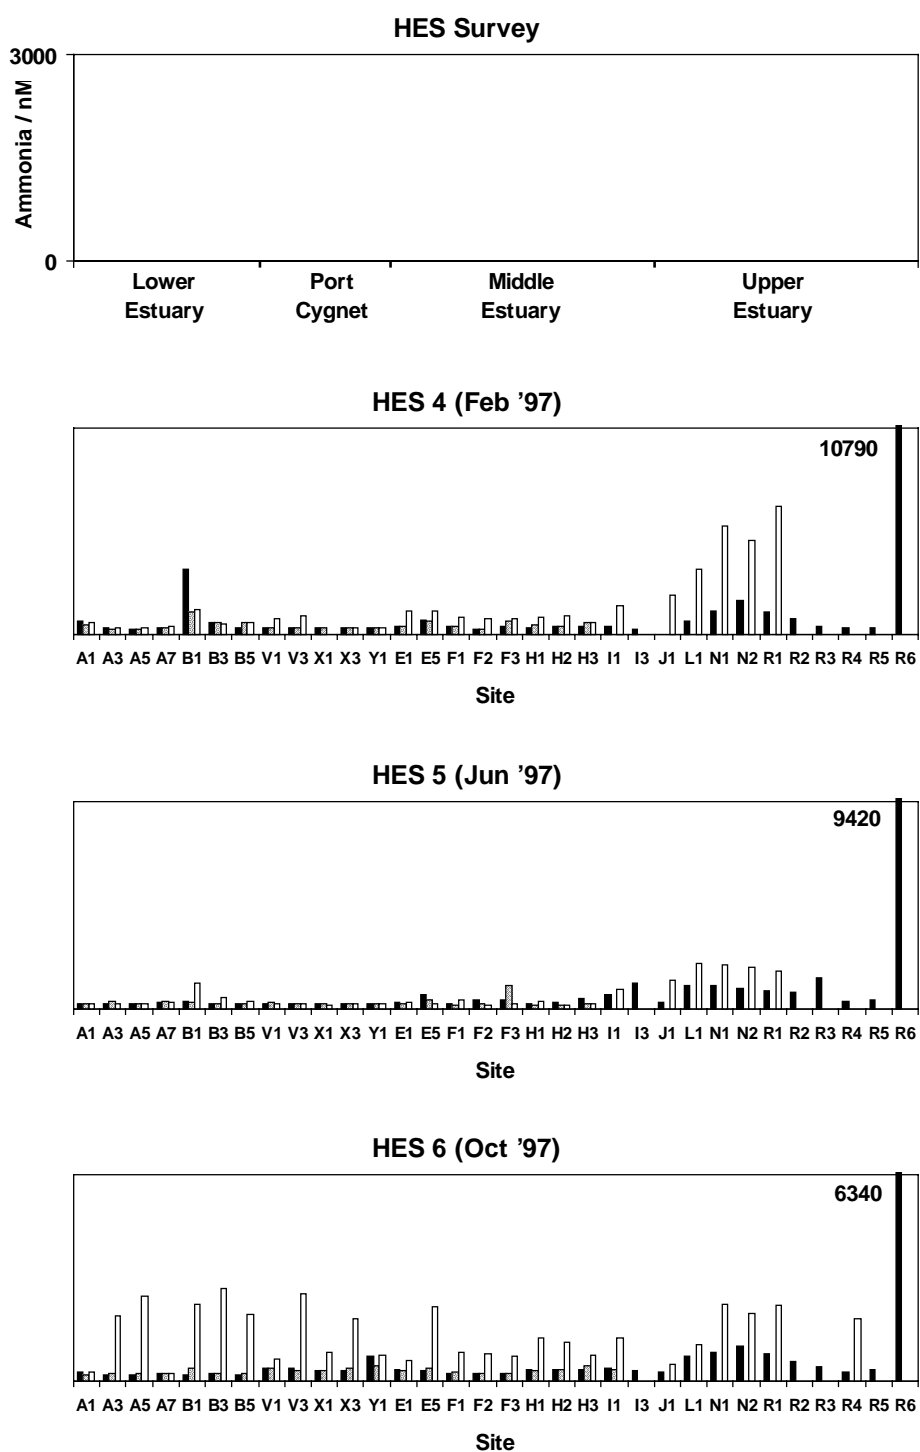 HES Survey
3000
Ammonia / nM
0
Lower Port Middle Upper
Estuary Cygnet Estuary Estuary
HES 4 (Feb '97)
10790
A1 A3 A5 A7 B1 B3 B5 V1 V3 X1 X3 Y1 E1 E5 F1 F2 F3 H1 H2 H3 I1 I3 J1 L1 N1 N2 R1 R2 R3 R4 R5 R6
Site
HES 5 (Jun '97)
9420
A1 A3 A5 A7 B1 B3 B5 V1 V3 X1 X3 Y1 E1 E5 F1 F2 F3 H1 H2 H3 I1 I3 J1 L1 N1 N2 R1 R2 R3 R4 R5 R6
Site
HES 6 (Oct '97)
6340
A1 A3 A5 A7 B1 B3 B5 V1 V3 X1 X3 Y1 E1 E5 F1 F2 F3 H1 H2 H3 I1 I3 J1 L1 N1 N2 R1 R2 R3 R4 R5 R6
Site